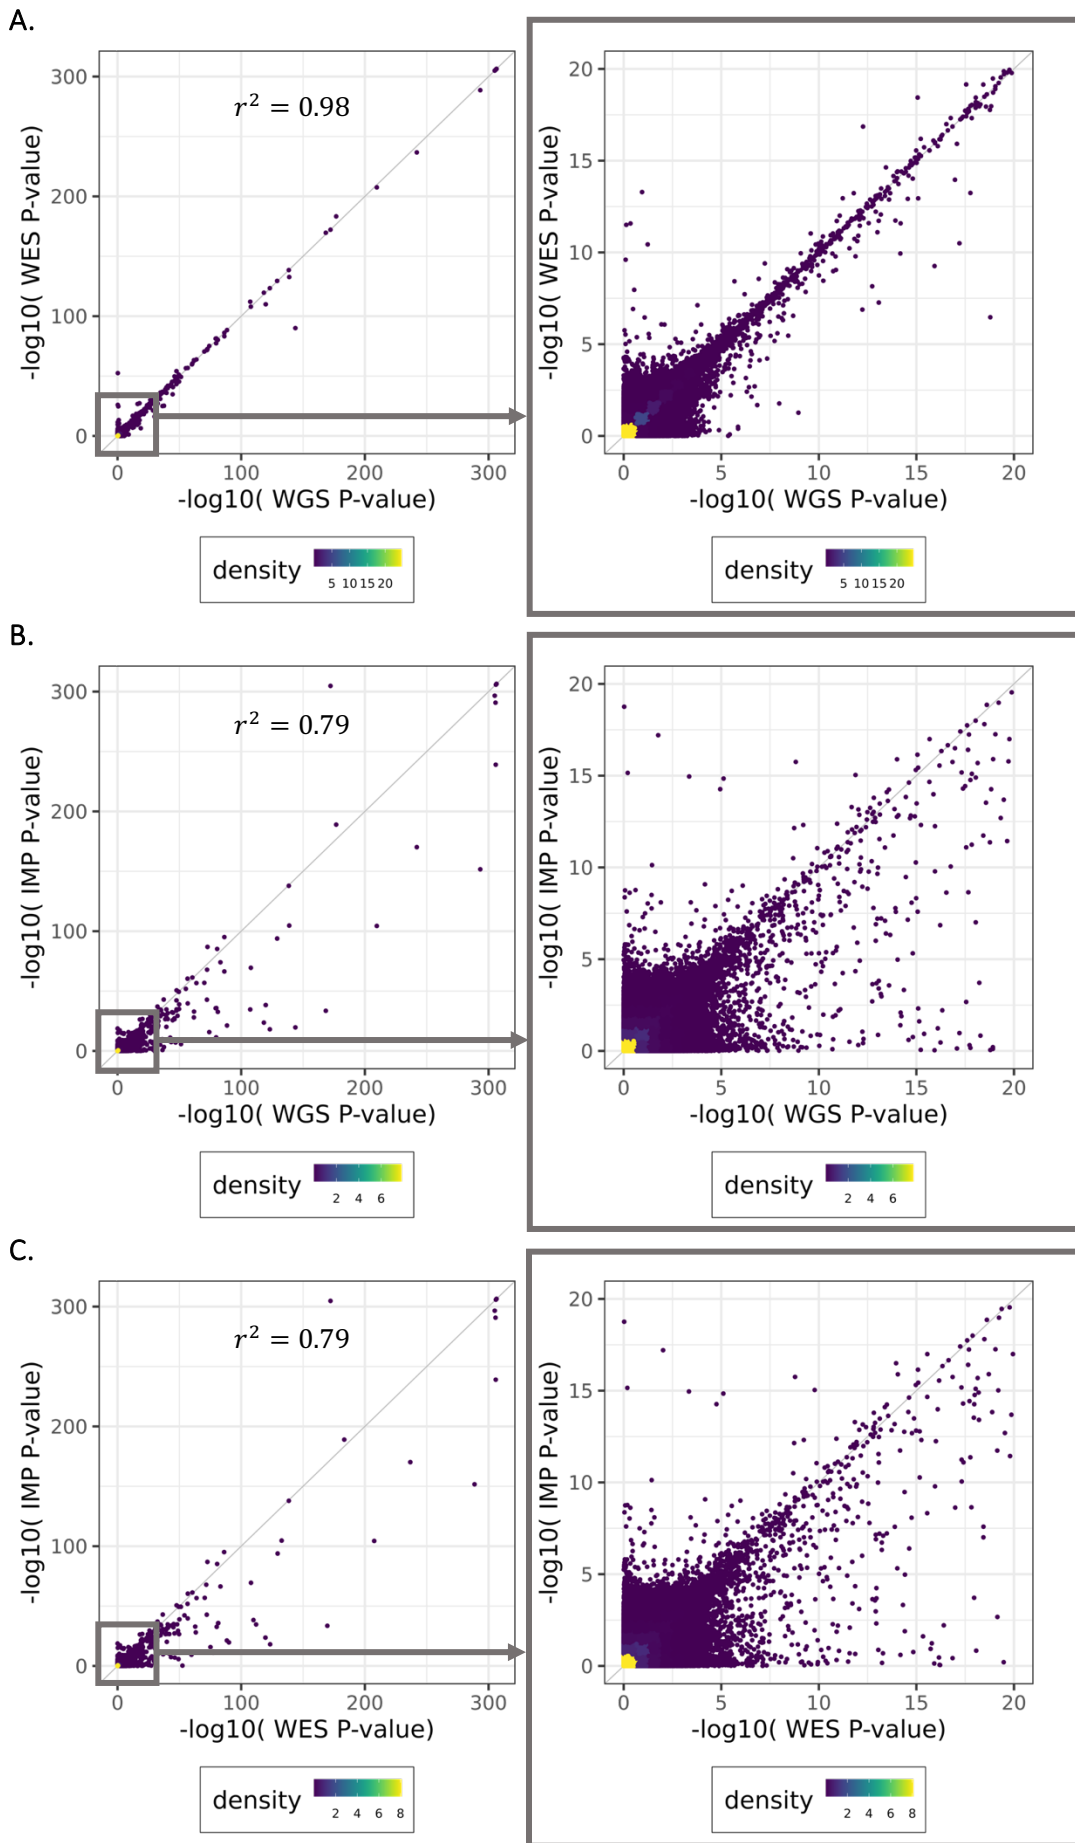 A.
-log10( WES P-value)
300
200
100
0
r² = 0.98
0 100 200 300
-log10( WGS P-value)
density
5 10 15 20
-log10( WES P-value)
20
15
10
5
0
0 5 10 15 20
-log10( WGS P-value)
density
5 10 15 20
B.
-log10( IMP P-value)
300
200
100
0
r² = 0.79
0 100 200 300
-log10( WGS P-value)
density
2 4 6
-log10( IMP P-value)
20
15
10
5
0
0 5 10 15 20
-log10( WGS P-value)
density
2 4 6
C.
-log10( IMP P-value)
300
200
100
0
r² = 0.79
0 100 200 300
-log10( WES P-value)
density
2 4 6 8
-log10( IMP P-value)
20
15
10
5
0
0 5 10 15 20
-log10( WES P-value)
density
2 4 6 8